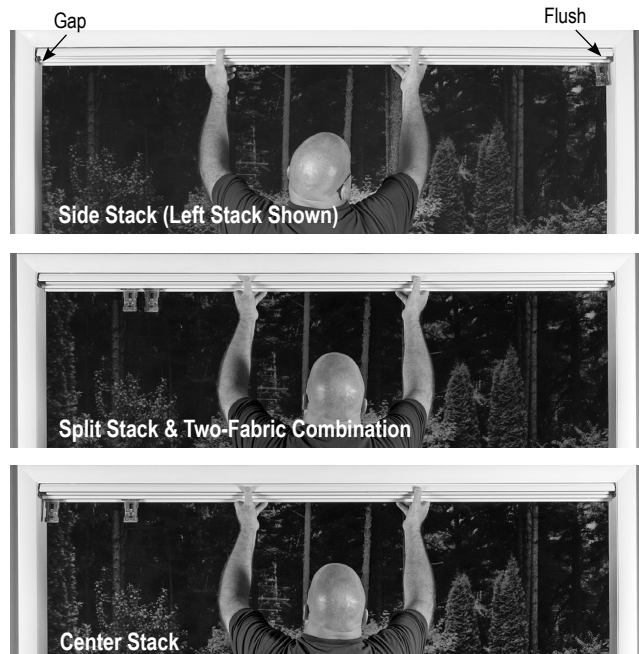 Gap
Flush
Side Stack (Left Stack Shown)
Split Stack & Two-Fabric Combination
Center Stack